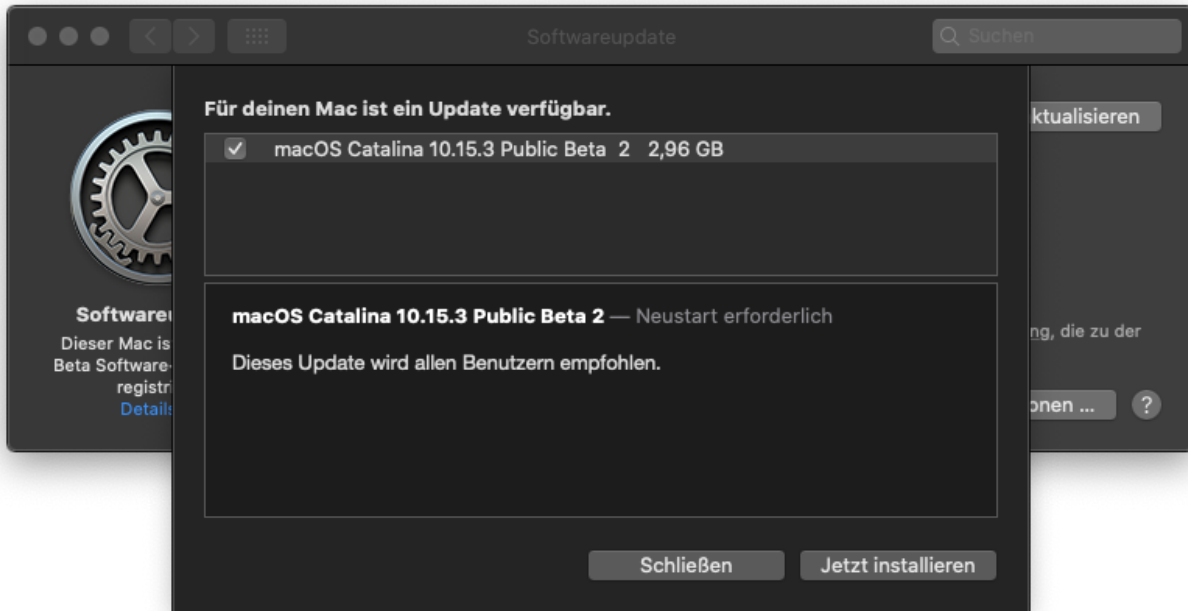 Softwareupdate
Suchen
Für deinen Mac ist ein Update verfügbar.
ktualisieren
macOS Catalina 10.15.3 Public Beta 2 2,96 GB
Softwareu
Dieser Mac is
Beta Software-
registri
Details
macOS Catalina 10.15.3 Public Beta 2 — Neustart erforderlich
Dieses Update wird allen Benutzern empfohlen.
ng, die zu der
onen ...
?
Schließen
Jetzt installieren